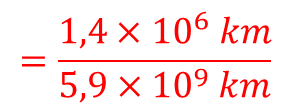 = 1,4 × 10⁶ km
5,9 × 10⁹ km